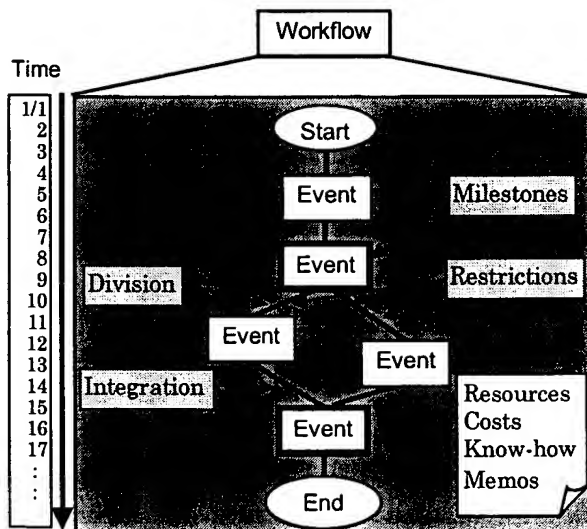 Workflow
Time
1/1
2
3
4
5
6
7
8
9
10
11
12
13
14
15
16
17
:
:
Start
Event
Milestones
Event
Division
Restrictions
Event
Event
Integration
Event
Resources
Costs
Know-how
Memos
End